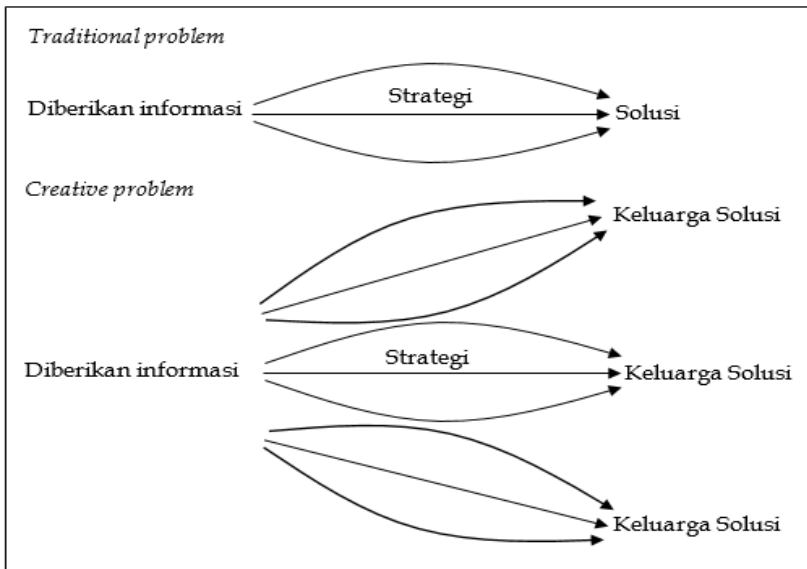 Traditional problem
Strategi
Diberikan informasi
Solusi
Creative problem
Keluarga Solusi
Strategi
Diberikan informasi
Keluarga Solusi
Keluarga Solusi